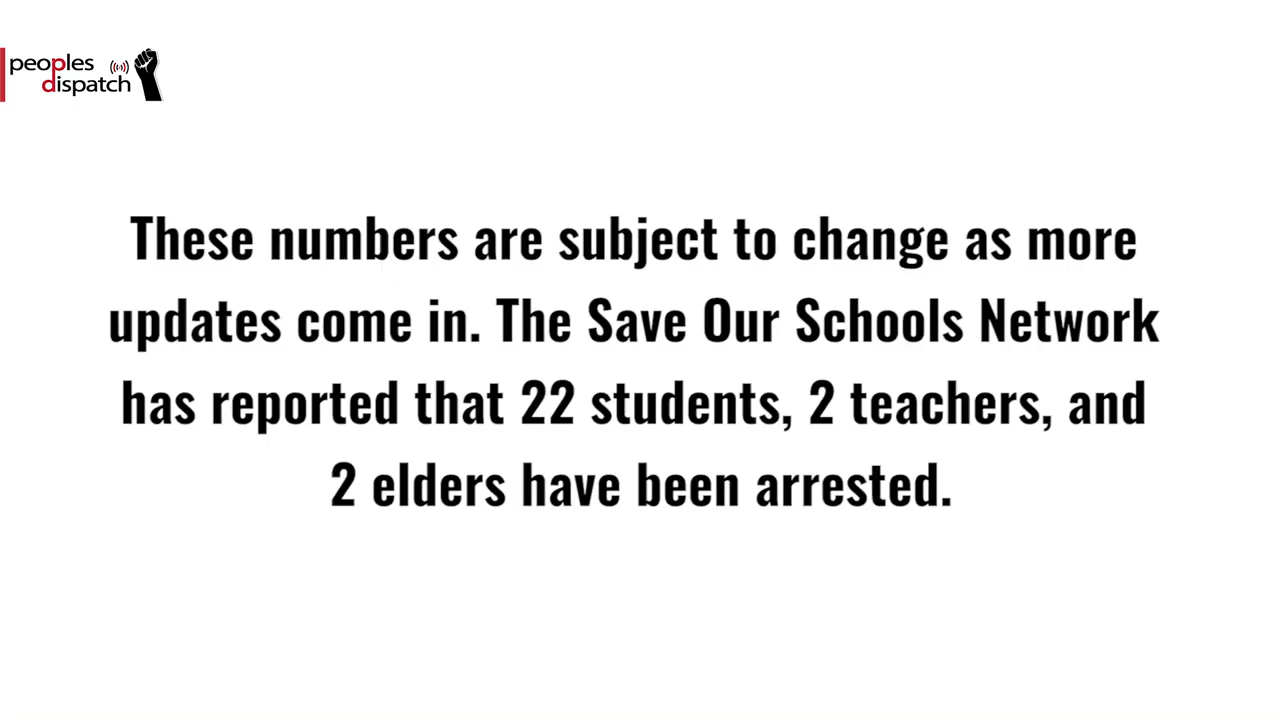 peoples
dispatch
These numbers are subject to change as more
updates come in. The Save Our Schools Network
has reported that 22 students, 2 teachers, and
2 elders have been arrested.